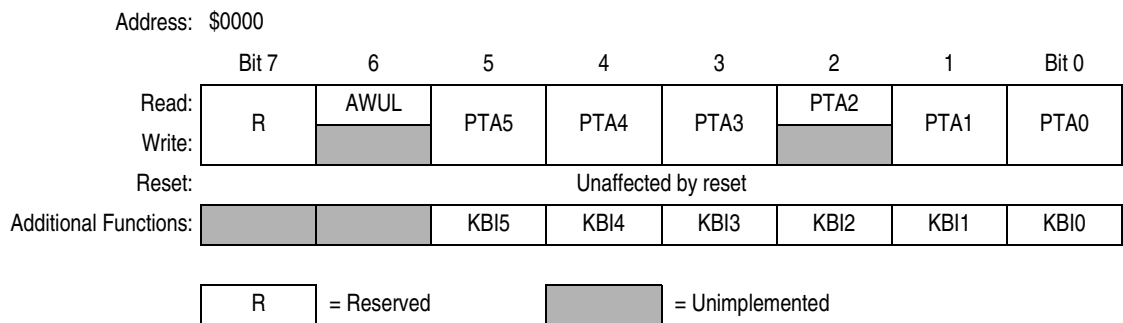 Address: $0000
Bit 7 6 5 4 3 2 1 Bit 0
Read: R AWUL PTA5 PTA4 PTA3 PTA2 PTA1 PTA0
Write:
Reset: Unaffected by reset
Additional Functions: KBI5 KBI4 KBI3 KBI2 KBI1 KBI0
R = Reserved = Unimplemented